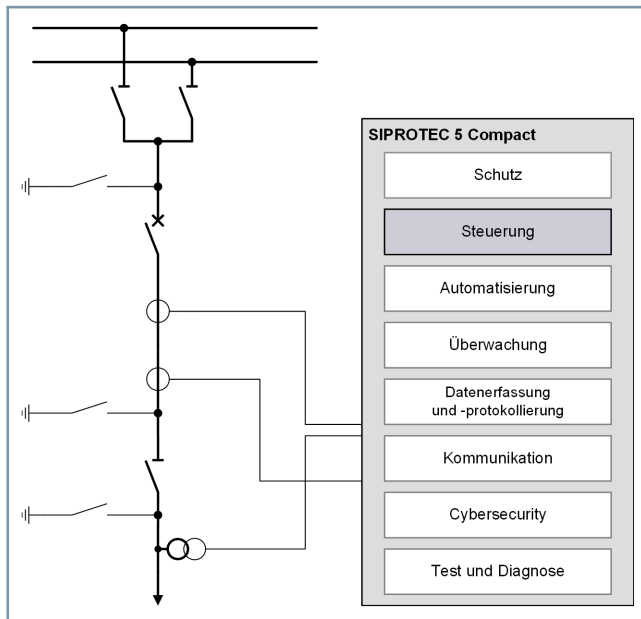 SIPROTEC 5 Compact
Schutz
Steuerung
Automatisierung
Überwachung
Datenerfassung
und -protokollierung
Kommunikation
Cybersecurity
Test und Diagnose